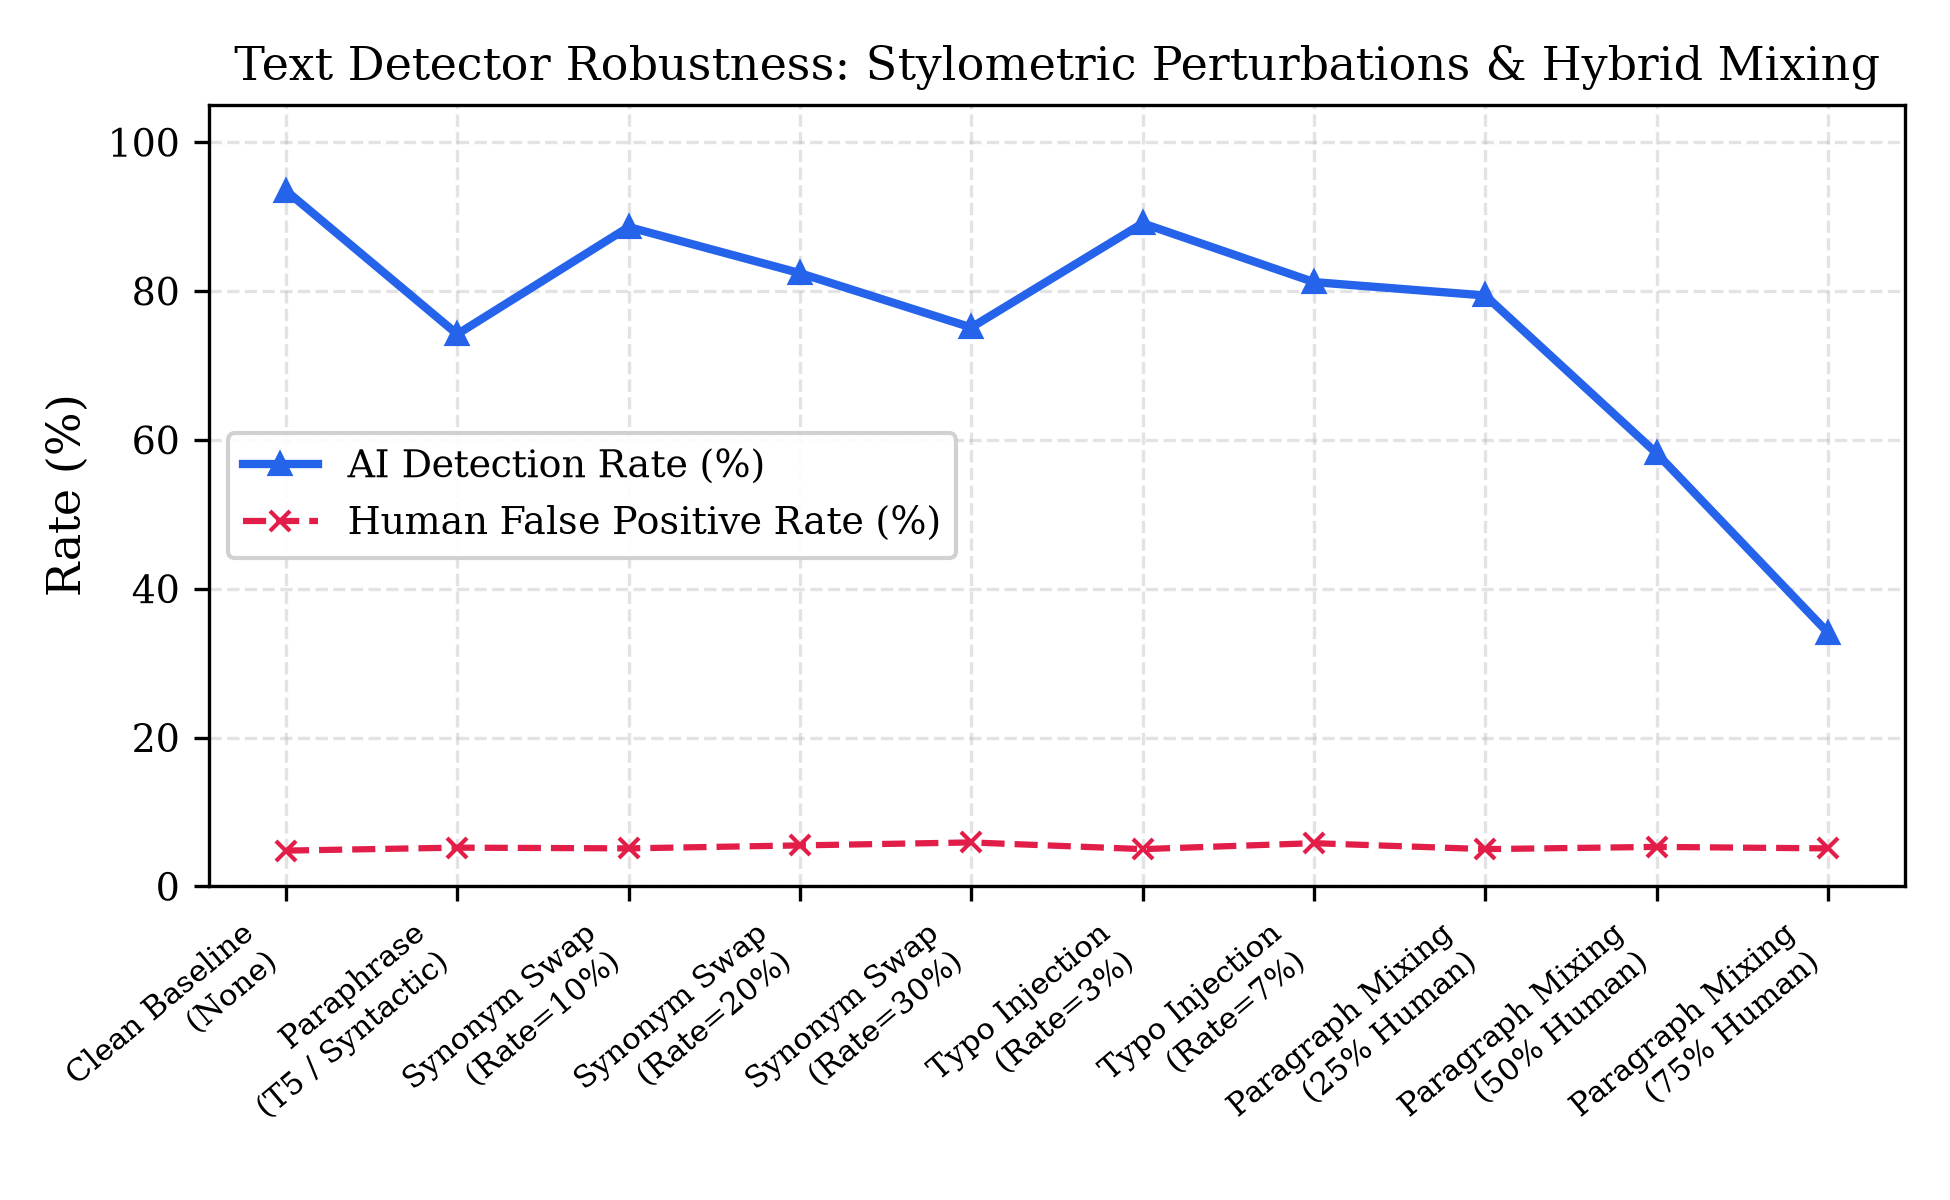 Text Detector Robustness: Stylometric Perturbations & Hybrid Mixing
Rate (%)
100
80
60
40
20
0
AI Detection Rate (%)
Human False Positive Rate (%)
Clean Baseline
(None)
Paraphrase
(T5 / Syntactic)
Synonym Swap
(Rate=10%)
Synonym Swap
(Rate=20%)
Synonym Swap
(Rate=30%)
Typo Injection
(Rate=3%)
Typo Injection
(Rate=7%)
Paragraph Mixing
(25% Human)
Paragraph Mixing
(50% Human)
Paragraph Mixing
(75% Human)